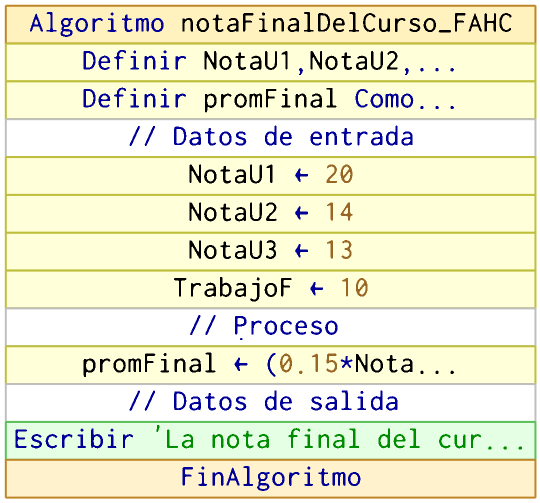 Algoritmo notaFinalDelCurso_FAHC
Definir NotaU1,NotaU2,...
Definir promFinal Como...
// Datos de entrada
NotaU1 ← 20
NotaU2 ← 14
NotaU3 ← 13
TrabajoF ← 10
// Proceso
promFinal ← (0.15*Nota...
// Datos de salida
Escribir 'La nota final del cur...
FinAlgoritmo